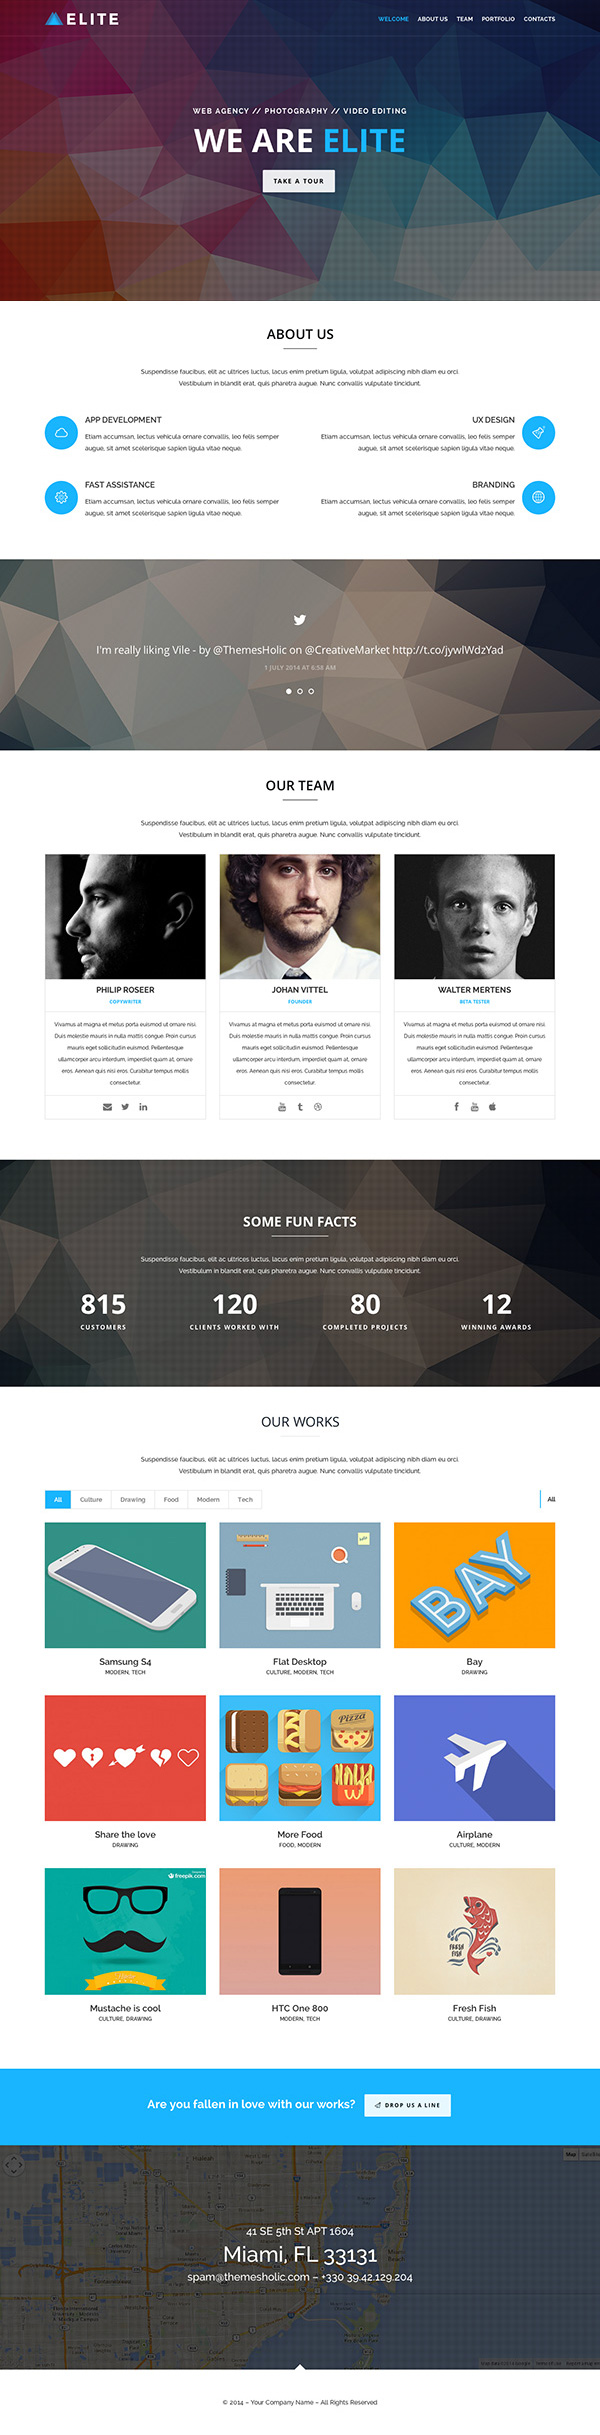 ELITE
WELCOME ABOUT US TEAM PORTFOLIO CONTACTS
WEB AGENCY // PHOTOGRAPHY // VIDEO EDITING
WE ARE ELITE
TAKE A TOUR
ABOUT US
Suspendisse faucibus, elit ac ultrices luctus, lacus enim pretium ligula, volutpat adipiscing nibh diam eu orci.
Vestibulum in blandit erat, quis pharetra augue. Nunc convallis vulputate tincidunt.
APP DEVELOPMENT
Etiam accumsan, lectus vehicula ornare convallis, leo felis semper
augue, sit amet scelerisque sapien ligula vitae neque.
UX DESIGN
Etiam accumsan, lectus vehicula ornare convallis, leo felis semper
augue, sit amet scelerisque sapien ligula vitae neque.
FAST ASSISTANCE
Etiam accumsan, lectus vehicula ornare convallis, leo felis semper
augue, sit amet scelerisque sapien ligula vitae neque.
BRANDING
Etiam accumsan, lectus vehicula ornare convallis, leo felis semper
augue, sit amet scelerisque sapien ligula vitae neque.
I'm really liking Vile - by @ThemesHolic on @CreativeMarket http://t.co/jywlWdzYad
1 JULY 2014 AT 6:58 AM
OUR TEAM
Suspendisse faucibus, elit ac ultrices luctus, lacus enim pretium ligula, volutpat adipiscing nibh diam eu orci.
Vestibulum in blandit erat, quis pharetra augue. Nunc convallis vulputate tincidunt.
PHILIP ROSEER
COPYWRITER
Vivamus at magna et metus porta euismod ut ornare nisi.
Duis molestie mauris in nulla mattis congue. Proin cursus
mauris eget sollicitudin euismod. Pellentesque
ullamcorper arcu interdum, imperdiet quam at, ornare
eros. Aenean quis nisi eros. Curabitur tempus mollis
consectetur.
JOHAN VITTEL
FOUNDER
Vivamus at magna et metus porta euismod ut ornare nisi.
Duis molestie mauris in nulla mattis congue. Proin cursus
mauris eget sollicitudin euismod. Pellentesque
ullamcorper arcu interdum, imperdiet quam at, ornare
eros. Aenean quis nisi eros. Curabitur tempus mollis
consectetur.
WALTER MERTENS
BETA TESTER
Vivamus at magna et metus porta euismod ut ornare nisi.
Duis molestie mauris in nulla mattis congue. Proin cursus
mauris eget sollicitudin euismod. Pellentesque
ullamcorper arcu interdum, imperdiet quam at, ornare
eros. Aenean quis nisi eros. Curabitur tempus mollis
consectetur.
SOME FUN FACTS
Suspendisse faucibus, elit ac ultrices luctus, lacus enim pretium ligula, volutpat adipiscing nibh diam eu orci.
Vestibulum in blandit erat, quis pharetra augue. Nunc convallis vulputate tincidunt.
815 120 80 12
CUSTOMERS CLIENTS WORKED WITH COMPLETED PROJECTS WINNING AWARDS
OUR WORKS
Suspendisse faucibus, elit ac ultrices luctus, lacus enim pretium ligula, volutpat adipiscing nibh diam eu orci.
Vestibulum in blandit erat, quis pharetra augue. Nunc convallis vulputate tincidunt.
All Culture Drawing Food Modern Tech All
BAY
Samsung S4 Flat Desktop Bay
MODERN, TECH CULTURE, MODERN, TECH DRAWING
Pizza
Share the love More Food Airplane
DRAWING FOOD, MODERN CULTURE, MODERN
freepik.com
FRESH
FISH
Mustache is cool HTC One 800 Fresh Fish
CULTURE, DRAWING MODERN, TECH CULTURE, DRAWING
Are you fallen in love with our works? DROP US A LINE
Map
41 SE 5th St APT 1604
Miami, FL 33131
spam@themesholic.com – +330 39.42.129.204
© 2014 – Your Company Name – All Rights Reserved